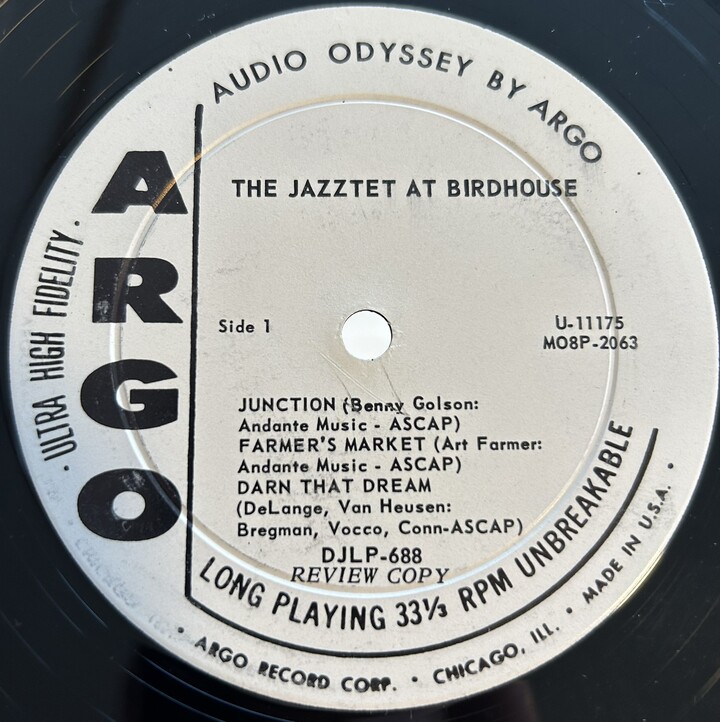 AUDIO ODYSSEY BY ARGO
ARGO
· ULTRA HIGH FIDELITY ·
THE JAZZTET AT BIRDHOUSE
Side 1
U-11175
MO8P-2063
JUNCTION (Benny Golson:
Andante Music - ASCAP)
FARMER'S MARKET (Art Farmer:
Andante Music - ASCAP)
DARN THAT DREAM
(DeLange, Van Heusen:
Bregman, Vocco, Conn-ASCAP)
DJLP-688
REVIEW COPY
LONG PLAYING 33⅓ RPM UNBREAKABLE
· ARGO RECORD CORP. · CHICAGO, ILL. · MADE IN U.S.A. ·